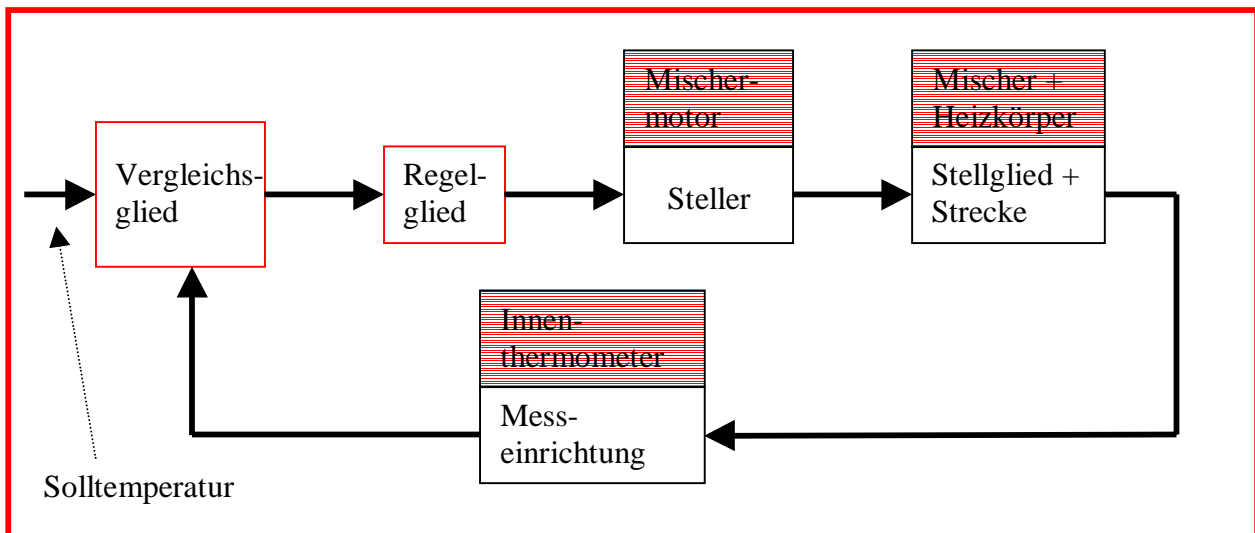 Mischer-
motor
Mischer +
Heizkörper
Vergleichs-
glied
Regel-
glied
Steller
Stellglied +
Strecke
Innen-
thermometer
Mess-
einrichtung
Solltemperatur